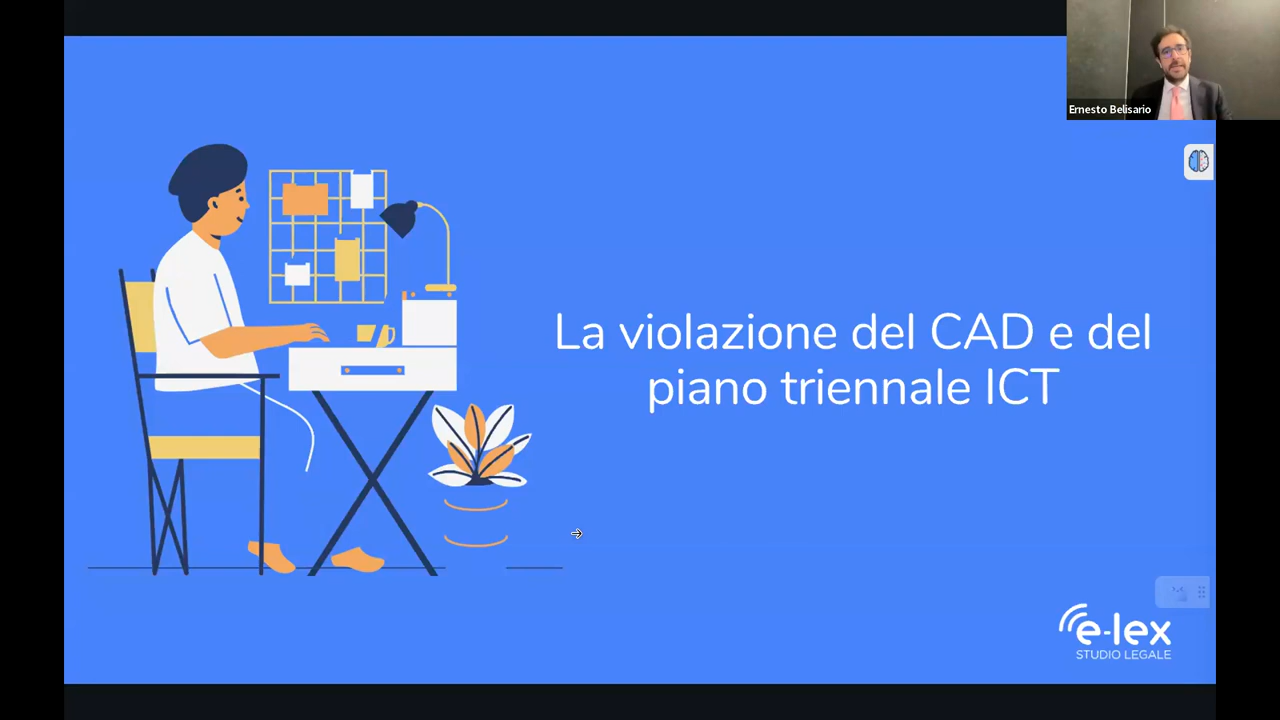 Ernesto Belisario
La violazione del CAD e del
piano triennale ICT
e-lex
STUDIO LEGALE